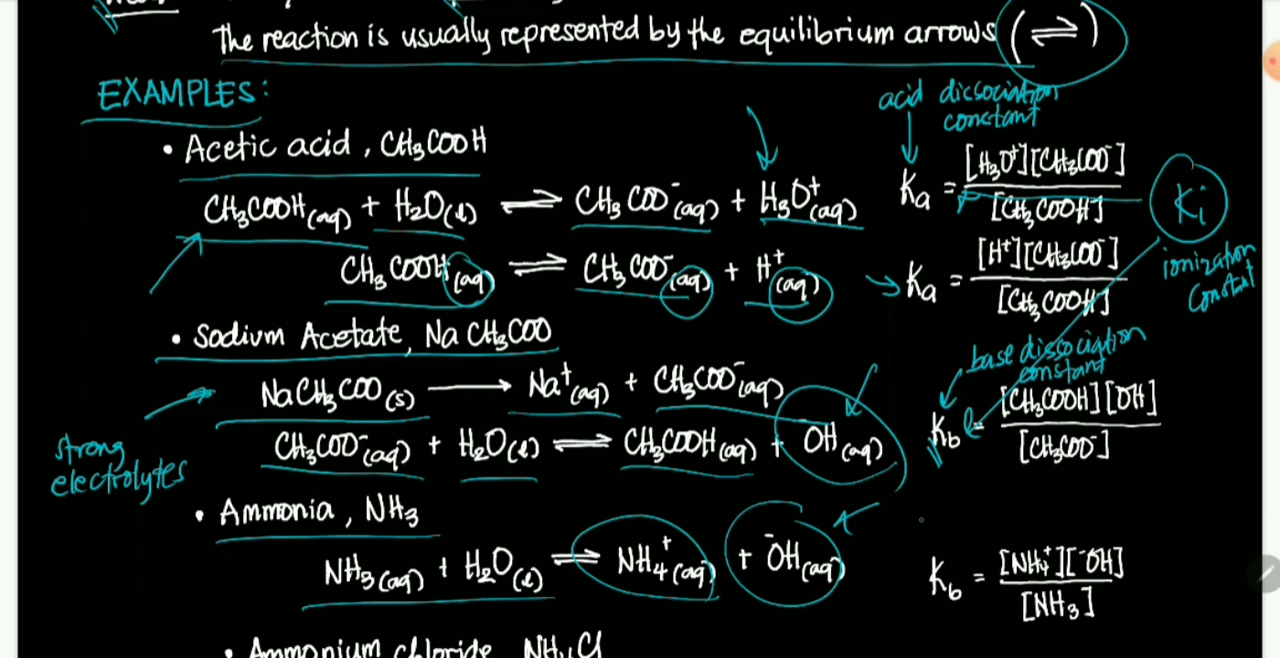 The reaction is usually represented by the equilibrium arrows (⇌)
EXAMPLES:
acid dissociation
constant
• Acetic acid, CH₃COOH
CH₃COOH(aq) + H₂O(l) ⇌ CH₃COO⁻(aq) + H₃O⁺(aq)
Ka = [H₃O⁺][CH₃COO⁻] / [CH₃COOH]
Ki
ionization
constant
CH₃COOH(aq) ⇌ CH₃COO⁻(aq) + H⁺(aq)
Ka = [H⁺][CH₃COO⁻] / [CH₃COOH]
• Sodium Acetate, NaCH₃COO
base dissociation
constant
NaCH₃COO(s) → Na⁺(aq) + CH₃COO⁻(aq)
strong
electrolytes
CH₃COO⁻(aq) + H₂O(l) ⇌ CH₃COOH(aq) + OH(aq)
Kb = [CH₃COOH][OH] / [CH₃COO⁻]
• Ammonia, NH₃
NH₃(aq) + H₂O(l) ⇌ NH₄⁺(aq) + ⁻OH(aq)
Kb = [NH₄⁺][⁻OH] / [NH₃]
• Ammonium chloride, NH₄Cl